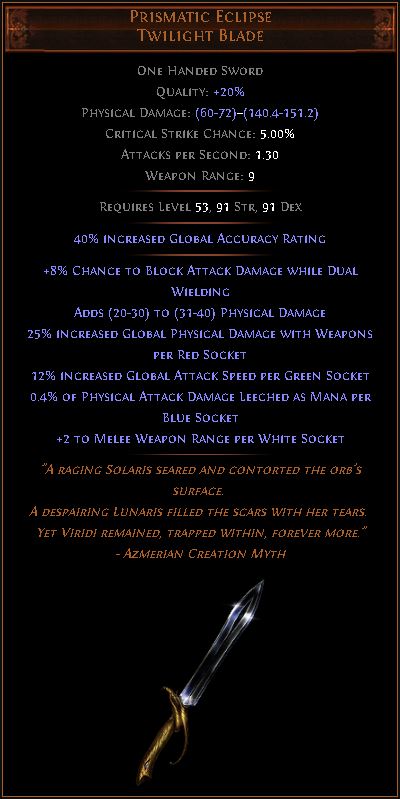 Prismatic Eclipse
Twilight Blade
One Handed Sword
Quality: +20%
Physical Damage: (60-72)–(140.4-151.2)
Critical Strike Chance: 5.00%
Attacks per Second: 1.30
Weapon Range: 9
Requires Level 53, 91 Str, 91 Dex
40% increased Global Accuracy Rating
+8% Chance to Block Attack Damage while Dual
Wielding
Adds (20-30) to (31-40) Physical Damage
25% increased Global Physical Damage with Weapons
per Red Socket
12% increased Global Attack Speed per Green Socket
0.4% of Physical Attack Damage Leeched as Mana per
Blue Socket
+2 to Melee Weapon Range per White Socket
"A raging Solaris seared and contorted the orb's
surface.
A despairing Lunaris filled the scars with her tears.
Yet Viridi remained, trapped within, forever more."
- Azmerian Creation Myth